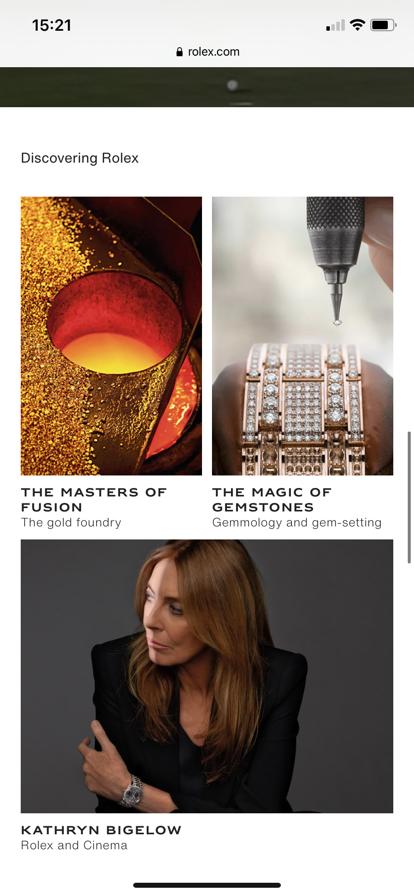 15:21
rolex.com
Discovering Rolex
THE MASTERS OF
FUSION
The gold foundry
THE MAGIC OF
GEMSTONES
Gemmology and gem-setting
KATHRYN BIGELOW
Rolex and Cinema